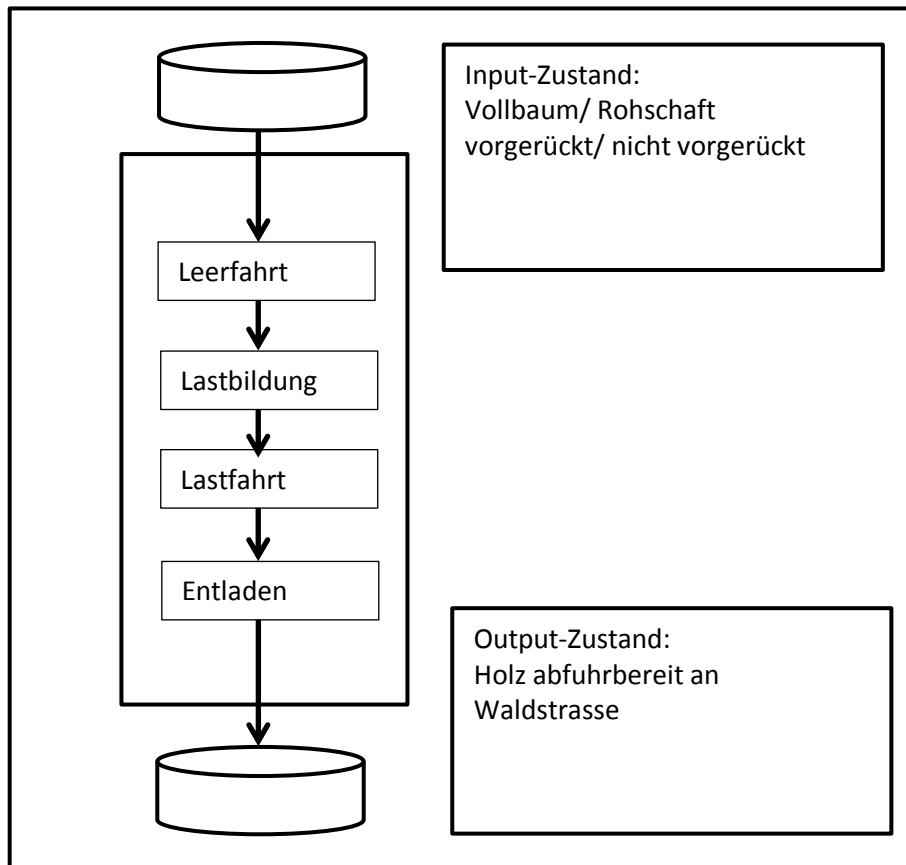 Input-Zustand:
Vollbaum/ Rohschaft
vorgerückt/ nicht vorgerückt
Leerfahrt
Lastbildung
Lastfahrt
Entladen
Output-Zustand:
Holz abfuhrbereit an
Waldstrasse